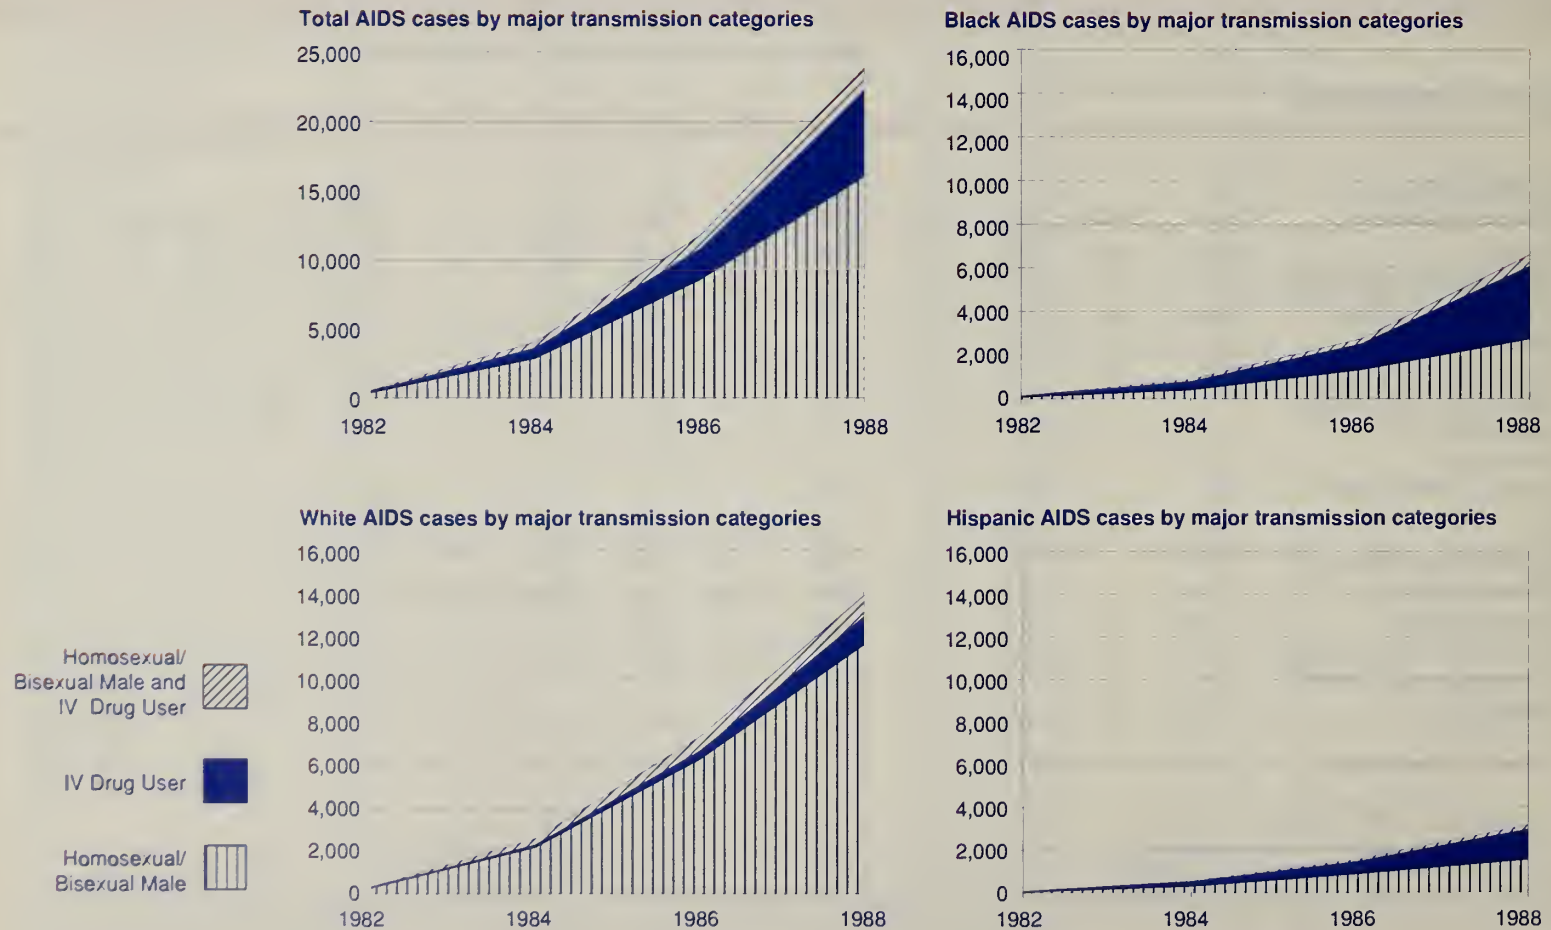 Total AIDS cases by major transmission categories
25,000
20,000
15,000
10,000
5,000
0
1982 1984 1986 1988
Black AIDS cases by major transmission categories
16,000
14,000
12,000
10,000
8,000
6,000
4,000
2,000
0
1982 1984 1986 1988
White AIDS cases by major transmission categories
16,000
14,000
12,000
10,000
8,000
6,000
4,000
2,000
0
1982 1984 1986 1988
Hispanic AIDS cases by major transmission categories
16,000
14,000
12,000
10,000
8,000
6,000
4,000
2,000
0
1982 1984 1986 1988
Homosexual/
Bisexual Male and
IV Drug User
IV Drug User
Homosexual/
Bisexual Male